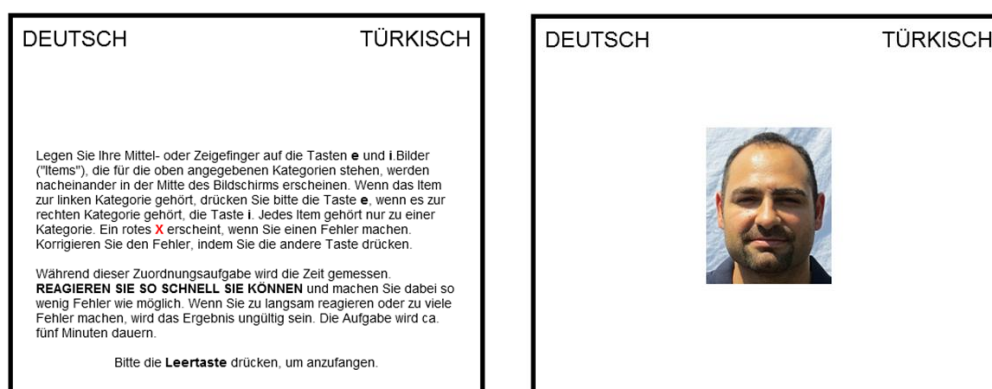 DEUTSCH TÜRKISCH
Legen Sie Ihre Mittel- oder Zeigefinger auf die Tasten e und i.Bilder
("Items"), die für die oben angegebenen Kategorien stehen, werden
nacheinander in der Mitte des Bildschirms erscheinen. Wenn das Item
zur linken Kategorie gehört, drücken Sie bitte die Taste e, wenn es zur
rechten Kategorie gehört, die Taste i. Jedes Item gehört nur zu einer
Kategorie. Ein rotes X erscheint, wenn Sie einen Fehler machen.
Korrigieren Sie den Fehler, indem Sie die andere Taste drücken.
Während dieser Zuordnungsaufgabe wird die Zeit gemessen.
REAGIEREN SIE SO SCHNELL SIE KÖNNEN und machen Sie dabei so
wenig Fehler wie möglich. Wenn Sie zu langsam reagieren oder zu viele
Fehler machen, wird das Ergebnis ungültig sein. Die Aufgabe wird ca.
fünf Minuten dauern.
Bitte die Leertaste drücken, um anzufangen.
DEUTSCH TÜRKISCH